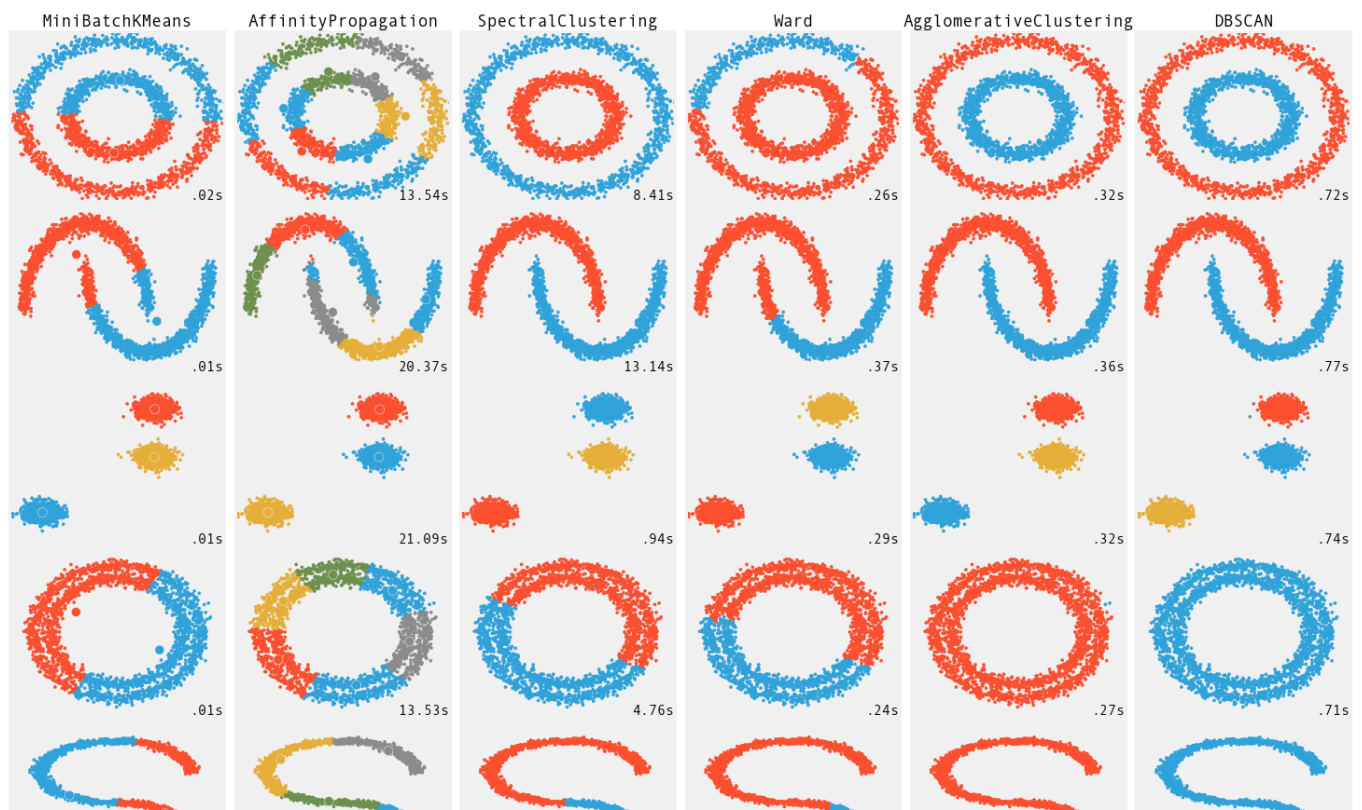 MiniBatchKMeans AffinityPropagation SpectralClustering Ward AgglomerativeClustering DBSCAN
.02s 13.54s 8.41s .26s .32s .72s
.01s 20.37s 13.14s .37s .36s .77s
.01s 21.09s .94s .29s .32s .74s
.01s 13.53s 4.76s .24s .27s .71s